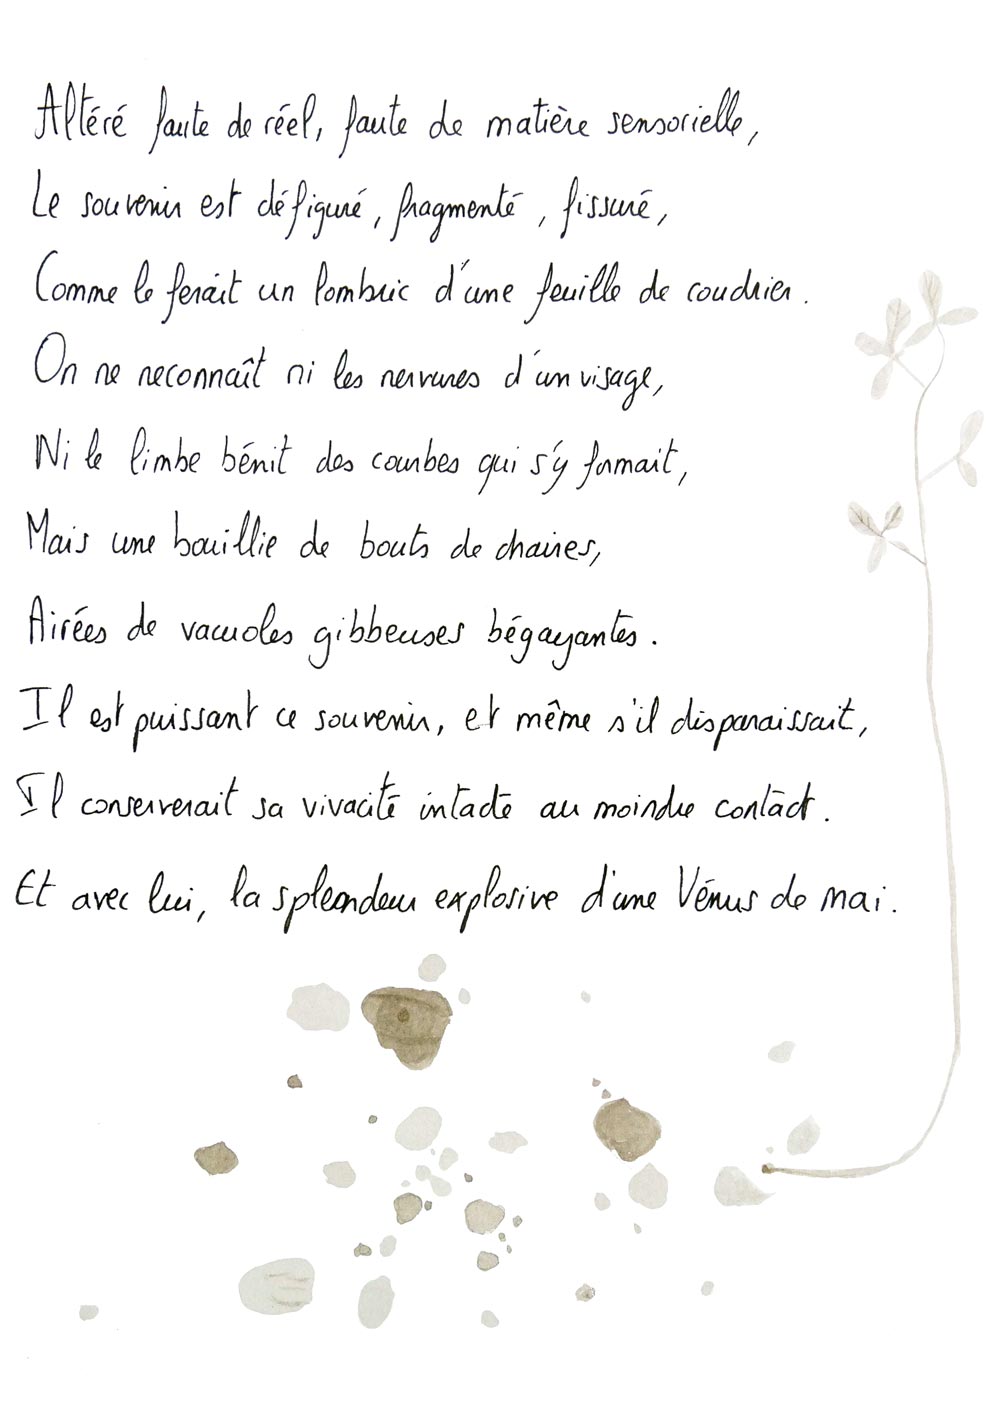 Altéré faute de réel, faute de matière sensorielle,
Le souvenir est défiguré, fragmenté, fissuré,
Comme le ferait un lombric d'une feuille de coudrier.
On ne reconnaît ni les nervures d'un visage,
Ni le limbe bénit des courbes qui s'y formait,
Mais une bouillie de bouts de chaires,
Airées de vacuoles gibbeuses bégayantes.
Il est puissant ce souvenir, et même s'il disparaissait,
Il conserverait sa vivacité intacte au moindre contact.
Et avec lui, la splendeur explosive d'une Vénus de mai.